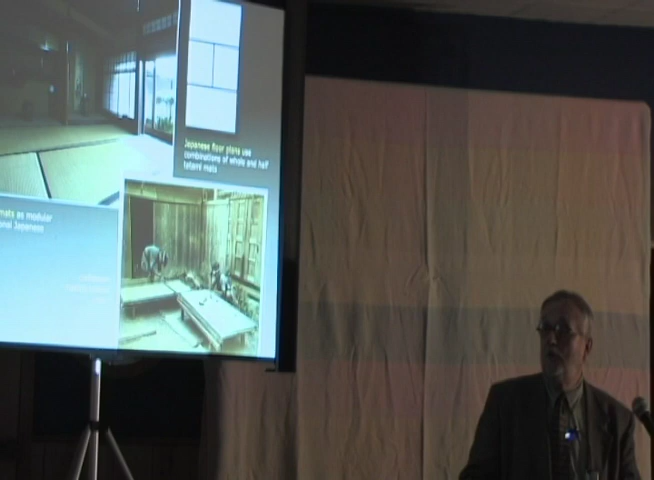 Japanese floor plans use
combinations of whole and half
tatami mats
mats as modular
onal Japanese